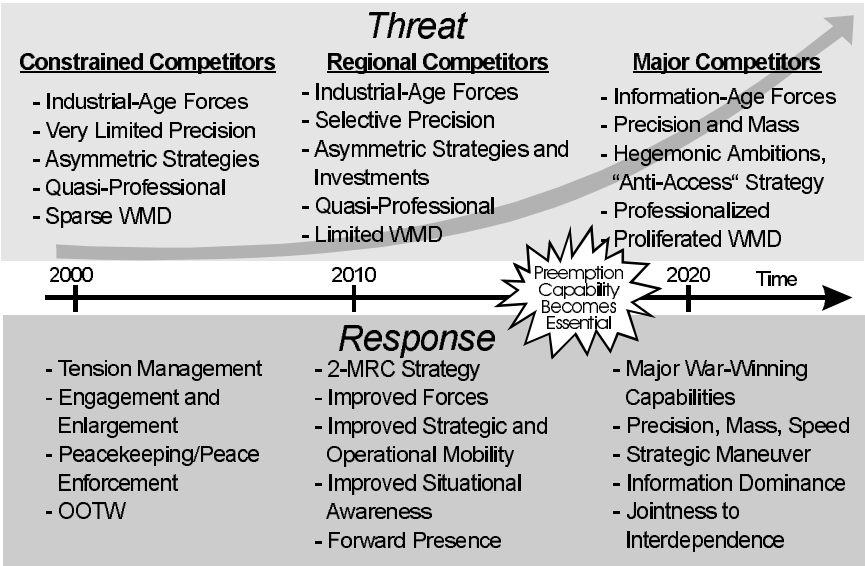 Threat
Constrained Competitors
- Industrial-Age Forces
- Very Limited Precision
- Asymmetric Strategies
- Quasi-Professional
- Sparse WMD
Regional Competitors
- Industrial-Age Forces
- Selective Precision
- Asymmetric Strategies and
Investments
- Quasi-Professional
- Limited WMD
Major Competitors
- Information-Age Forces
- Precision and Mass
- Hegemonic Ambitions,
“Anti-Access“ Strategy
- Professionalized
- Proliferated WMD
2000
2010
Preemption
Capability
Becomes
Essential
2020
Time
Response
- Tension Management
- Engagement and
Enlargement
- Peacekeeping/Peace
Enforcement
- OOTW
- 2-MRC Strategy
- Improved Forces
- Improved Strategic and
Operational Mobility
- Improved Situational
Awareness
- Forward Presence
- Major War-Winning
Capabilities
- Precision, Mass, Speed
- Strategic Maneuver
- Information Dominance
- Jointness to
Interdependence